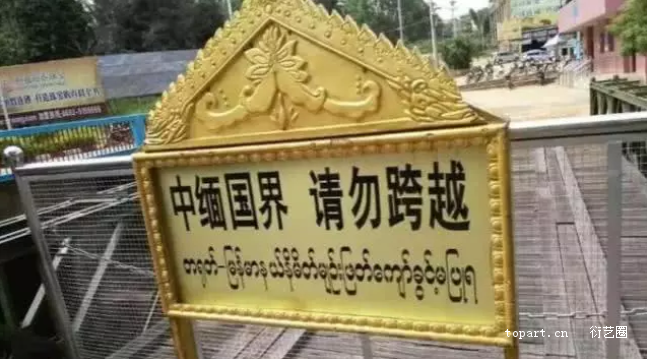 中缅国界 请勿跨越
တရုတ်-မြန်မာနယ်နိမိတ်မျဉ်းဖြတ်ကျော်ခွင့်မပြုရ
topart.cn 衍艺圈